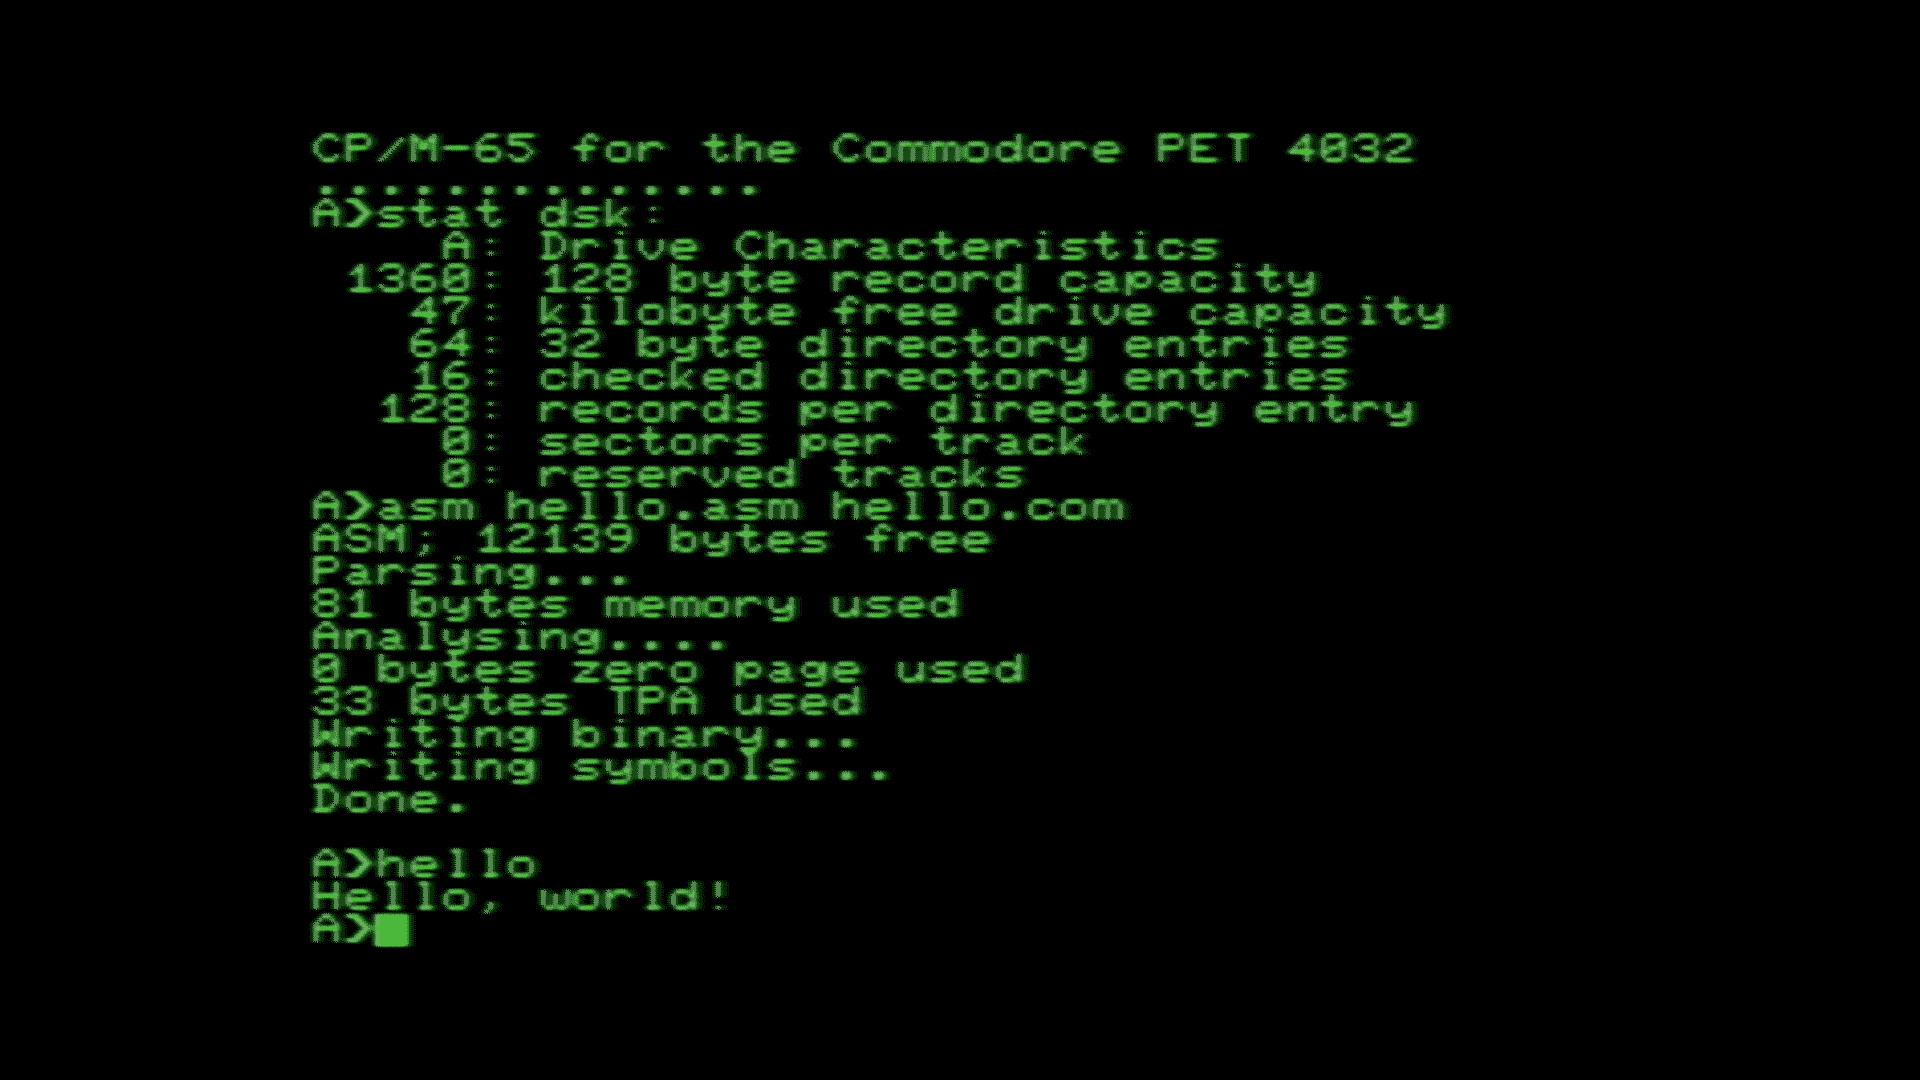 CP/M-65 for the Commodore PET 4032
..............
A>stat dsk:
A: Drive Characteristics
1360: 128 byte record capacity
47: kilobyte free drive capacity
64: 32 byte directory entries
16: checked directory entries
128: records per directory entry
0: sectors per track
0: reserved tracks
A>asm hello.asm hello.com
ASM; 12139 bytes free
Parsing...
81 bytes memory used
Analysing....
0 bytes zero page used
33 bytes TPA used
Writing binary...
Writing symbols...
Done.
A>hello
Hello, world!
A>